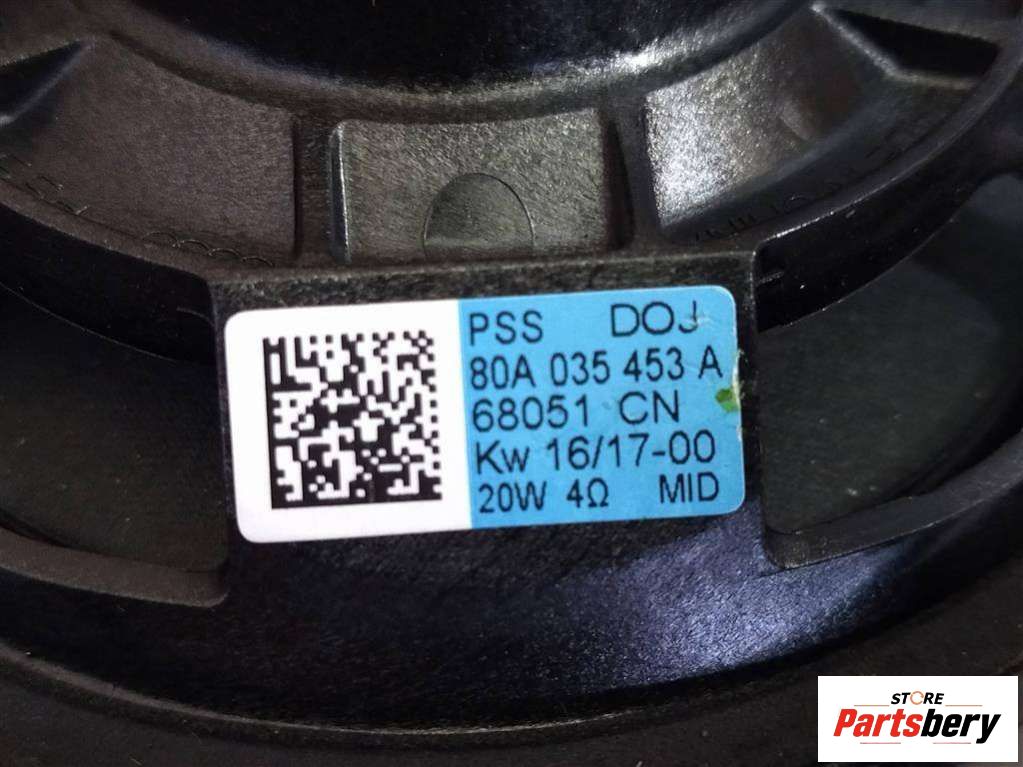 PSS DOJ
80A 035 453 A
68051 CN
Kw 16/17-00
20W 4Ω MID
STORE
Partsbery